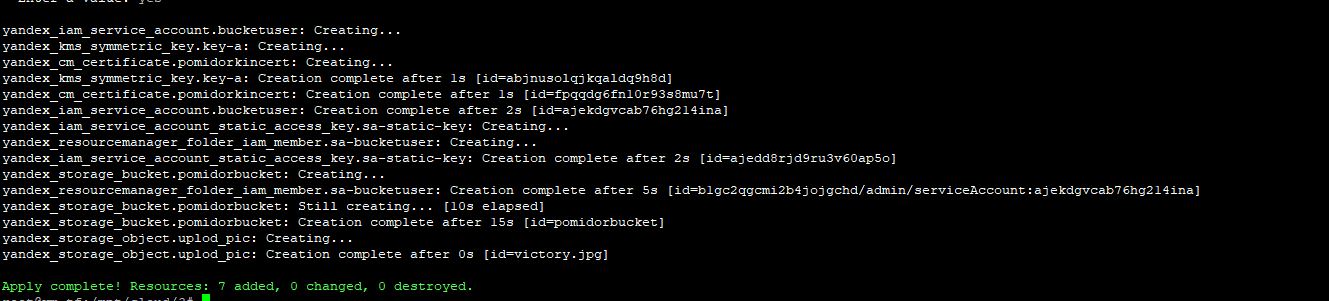 Enter a value: yes
yandex_iam_service_account.bucketuser: Creating...
yandex_kms_symmetric_key.key-a: Creating...
yandex_cm_certificate.pomidorkincert: Creating...
yandex_kms_symmetric_key.key-a: Creation complete after 1s [id=abjnusolqjkqaldq9h8d]
yandex_cm_certificate.pomidorkincert: Creation complete after 1s [id=fpqqdg6fn10r93s8mu7t]
yandex_iam_service_account.bucketuser: Creation complete after 2s [id=ajekdgvcab76hg214ina]
yandex_iam_service_account_static_access_key.sa-static-key: Creating...
yandex_resourcemanager_folder_iam_member.sa-bucketuser: Creating...
yandex_iam_service_account_static_access_key.sa-static-key: Creation complete after 2s [id=ajedd8rjd9ru3v60ap5o]
yandex_storage_bucket.pomidorbucket: Creating...
yandex_resourcemanager_folder_iam_member.sa-bucketuser: Creation complete after 5s [id=b1gc2qgcmi2b4jojgchd/admin/serviceAccount:ajekdgvcab76hg214ina]
yandex_storage_bucket.pomidorbucket: Still creating... [10s elapsed]
yandex_storage_bucket.pomidorbucket: Creation complete after 15s [id=pomidorbucket]
yandex_storage_object.uplod_pic: Creating...
yandex_storage_object.uplod_pic: Creation complete after 0s [id=victory.jpg]
Apply complete! Resources: 7 added, 0 changed, 0 destroyed.